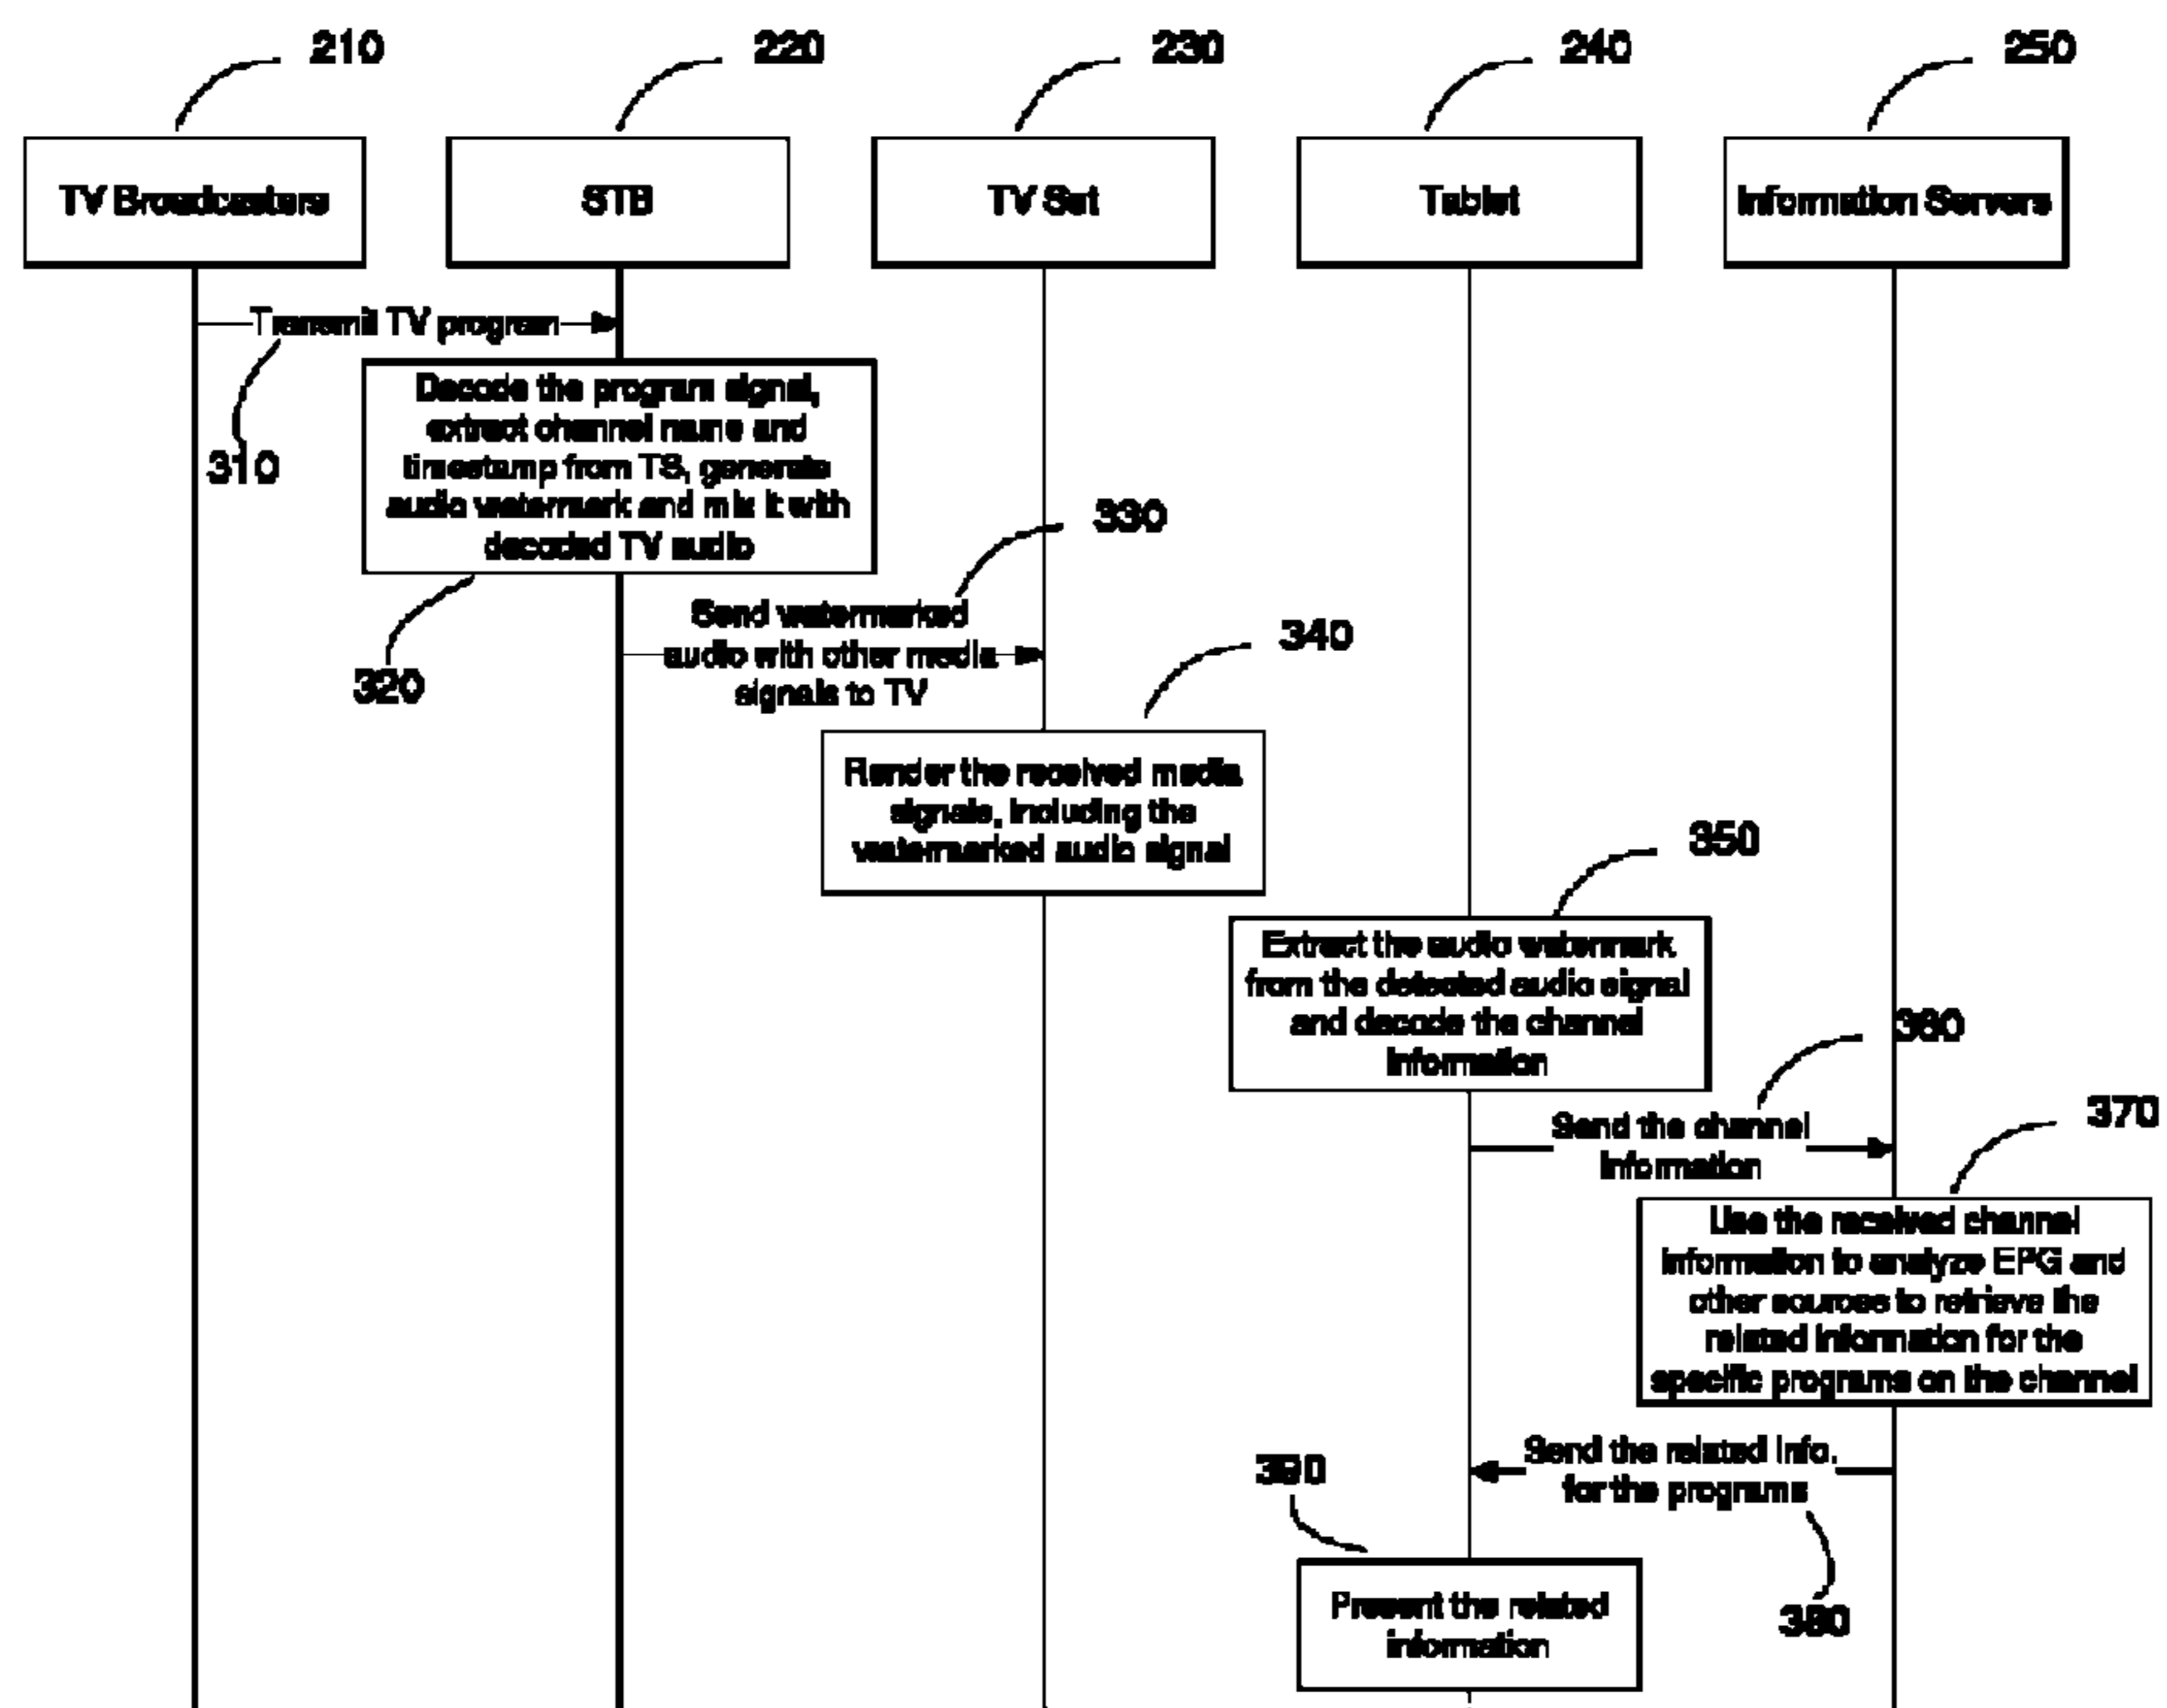 210
220
230
240
250
TV Broadcasters
STB
TV Set
Tablet
Information Servers
Transmit TV program
310
Decode the program signal,
extract channel name and
timestamp from TS, generate
audio watermark and mix it with
decoded TV audio
320
330
Send watermarked
audio with other media
signals to TV
340
Render the received media
signals, including the
watermarked audio signal
350
Extract the audio watermark
from the detected audio signal
and decode the channel
information
360
Send the channel
information
370
Use the received channel
information to analyze EPG and
other sources to retrieve the
related information for the
specific programs on the channel
Send the related info.
for the programs
380
390
Present the related
information